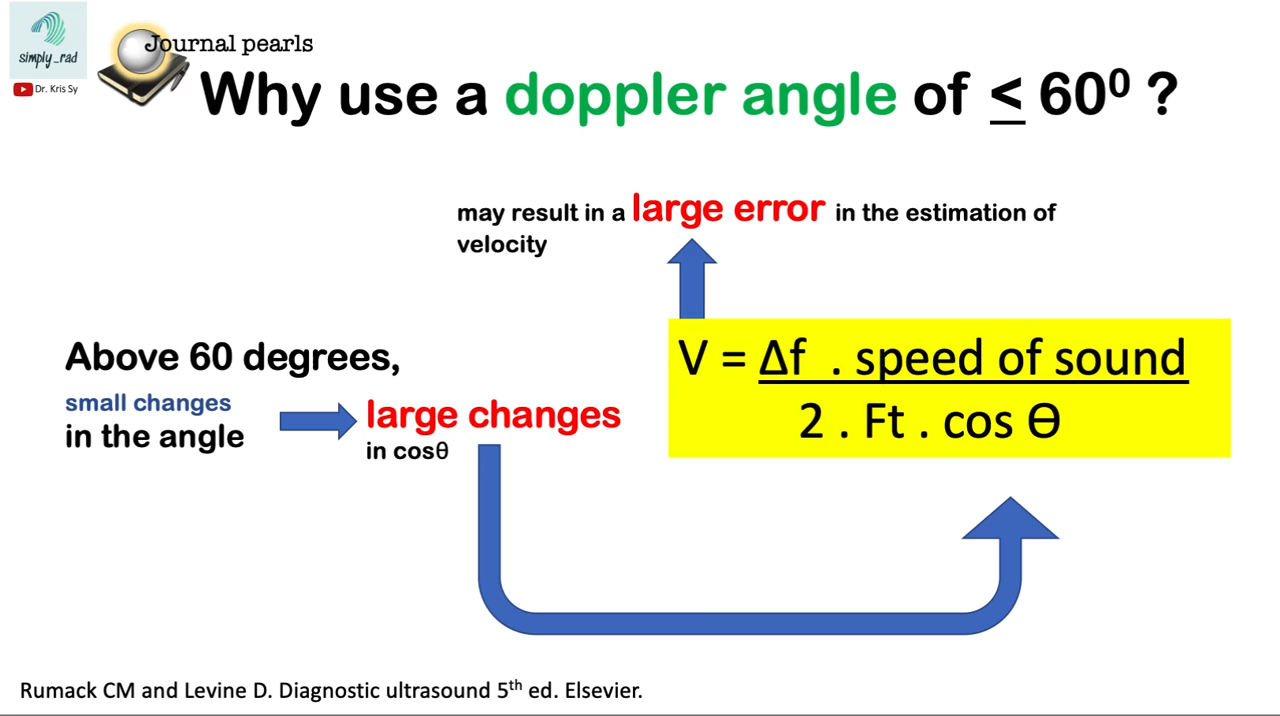 simply_rad
Dr. Kris Sy
Journal pearls
Why use a doppler angle of ≤ 60⁰ ?
may result in a large error in the estimation of
velocity
Above 60 degrees,
small changes
in the angle
large changes
in cosθ
V = Δf . speed of sound
2 . Ft . cos ϴ
Rumack CM and Levine D. Diagnostic ultrasound 5th ed. Elsevier.